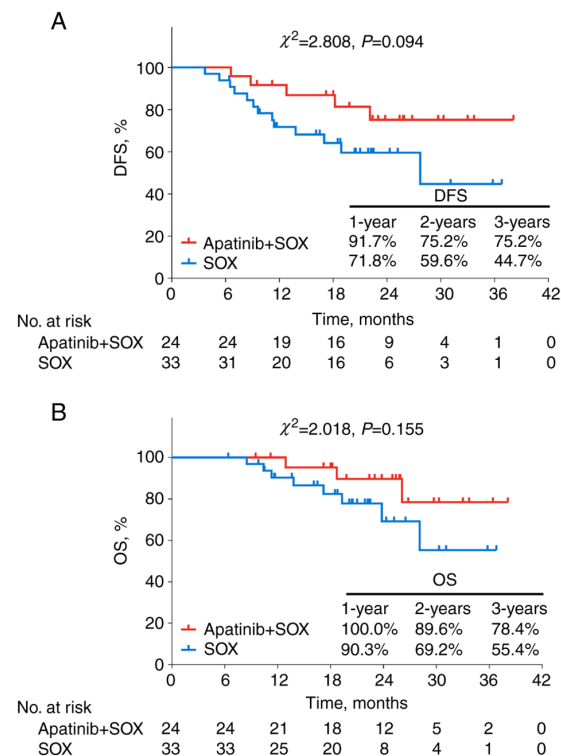 A
χ²=2.808, P=0.094
DFS, %
100
80
60
40
20
0
DFS
1-year 2-years 3-years
Apatinib+SOX 91.7% 75.2% 75.2%
SOX 71.8% 59.6% 44.7%
0 6 12 18 24 30 36 42
No. at risk
Time, months
Apatinib+SOX 24 24 19 16 9 4 1 0
SOX 33 31 20 16 6 3 1 0
B
χ²=2.018, P=0.155
OS, %
100
80
60
40
20
0
OS
1-year 2-years 3-years
Apatinib+SOX 100.0% 89.6% 78.4%
SOX 90.3% 69.2% 55.4%
0 6 12 18 24 30 36 42
No. at risk
Time, months
Apatinib+SOX 24 24 21 18 12 5 2 0
SOX 33 33 25 20 8 4 1 0